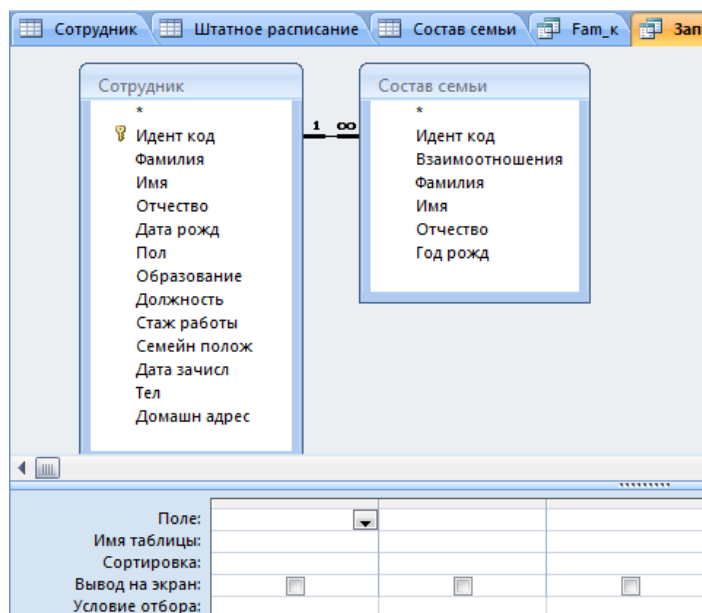 Сотрудник Штатное расписание Состав семьи Fam_к Зап
Сотрудник
*
Идент код
Фамилия
Имя
Отчество
Дата рожд
Пол
Образование
Должность
Стаж работы
Семейн полож
Дата зачисл
Тел
Домашн адрес
1 ∞
Состав семьи
*
Идент код
Взаимоотношения
Фамилия
Имя
Отчество
Год рожд
Поле:
Имя таблицы:
Сортировка:
Вывод на экран:
Условие отбора: